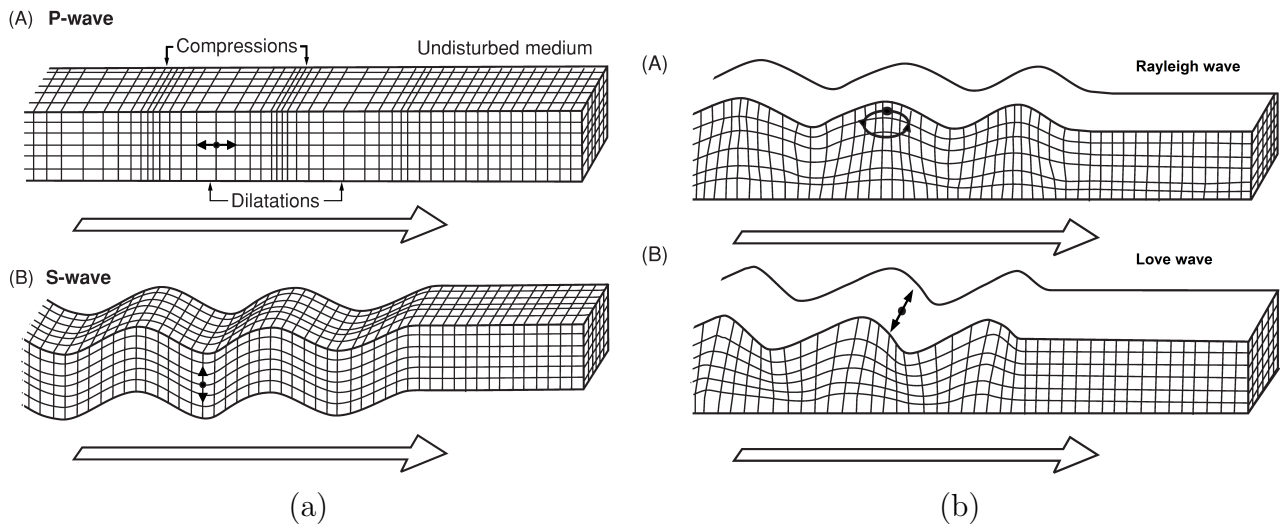 (A) P-wave
Compressions
Undisturbed medium
Dilatations
(B) S-wave
(a)
(A)
Rayleigh wave
(B)
Love wave
(b)